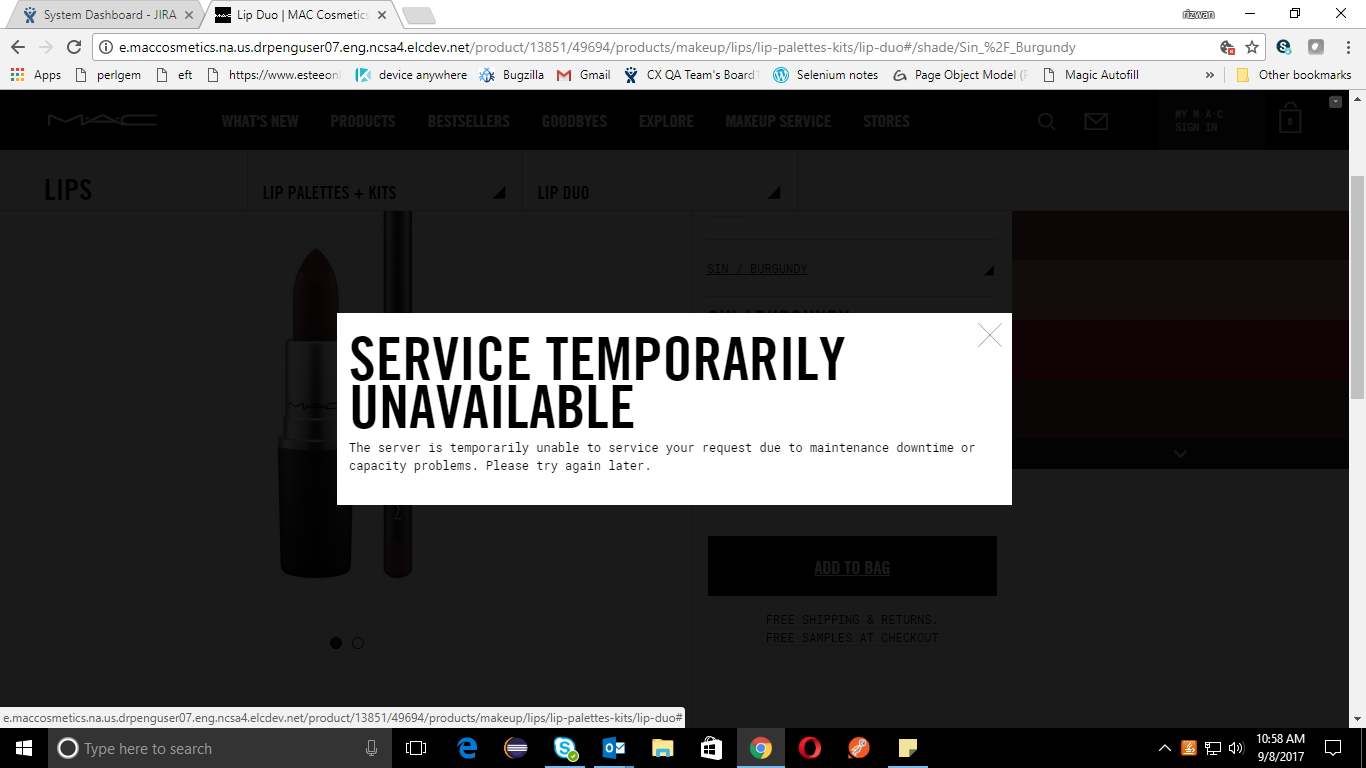 System Dashboard - JIRA
Lip Duo | MAC Cosmetics
rizwan
e.maccosmetics.na.us.drpenguser07.eng.ncsa4.elcdev.net/product/13851/49694/products/makeup/lips/lip-palettes-kits/lip-duo#/shade/Sin_%2F_Burgundy
Apps perlgem eft https://www.esteeonl device anywhere Bugzilla Gmail CX QA Team's Board Selenium notes Page Object Model ( Magic Autofill » Other bookmarks
MAC WHAT'S NEW PRODUCTS BESTSELLERS GOODBYES EXPLORE MAKEUP SERVICE STORES
MY M·A·C
SIGN IN
0
LIPS LIP PALETTES + KITS LIP DUO
SIN / BURGUNDY
SERVICE TEMPORARILY
UNAVAILABLE
The server is temporarily unable to service your request due to maintenance downtime or
capacity problems. Please try again later.
MAC
ADD TO BAG
FREE SHIPPING & RETURNS.
FREE SAMPLES AT CHECKOUT
e.maccosmetics.na.us.drpenguser07.eng.ncsa4.elcdev.net/product/13851/49694/products/makeup/lips/lip-palettes-kits/lip-duo#
Type here to search
10:58 AM
9/8/2017